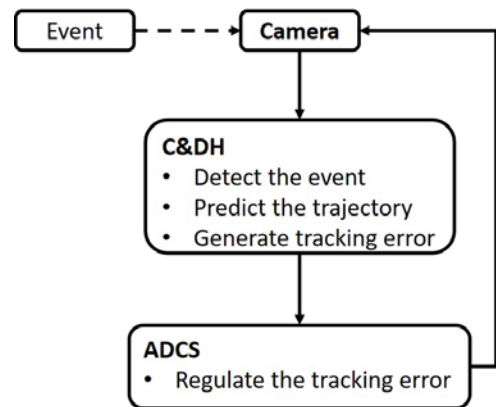 Event
Camera
C&DH
• Detect the event
• Predict the trajectory
• Generate tracking error
ADCS
• Regulate the tracking error